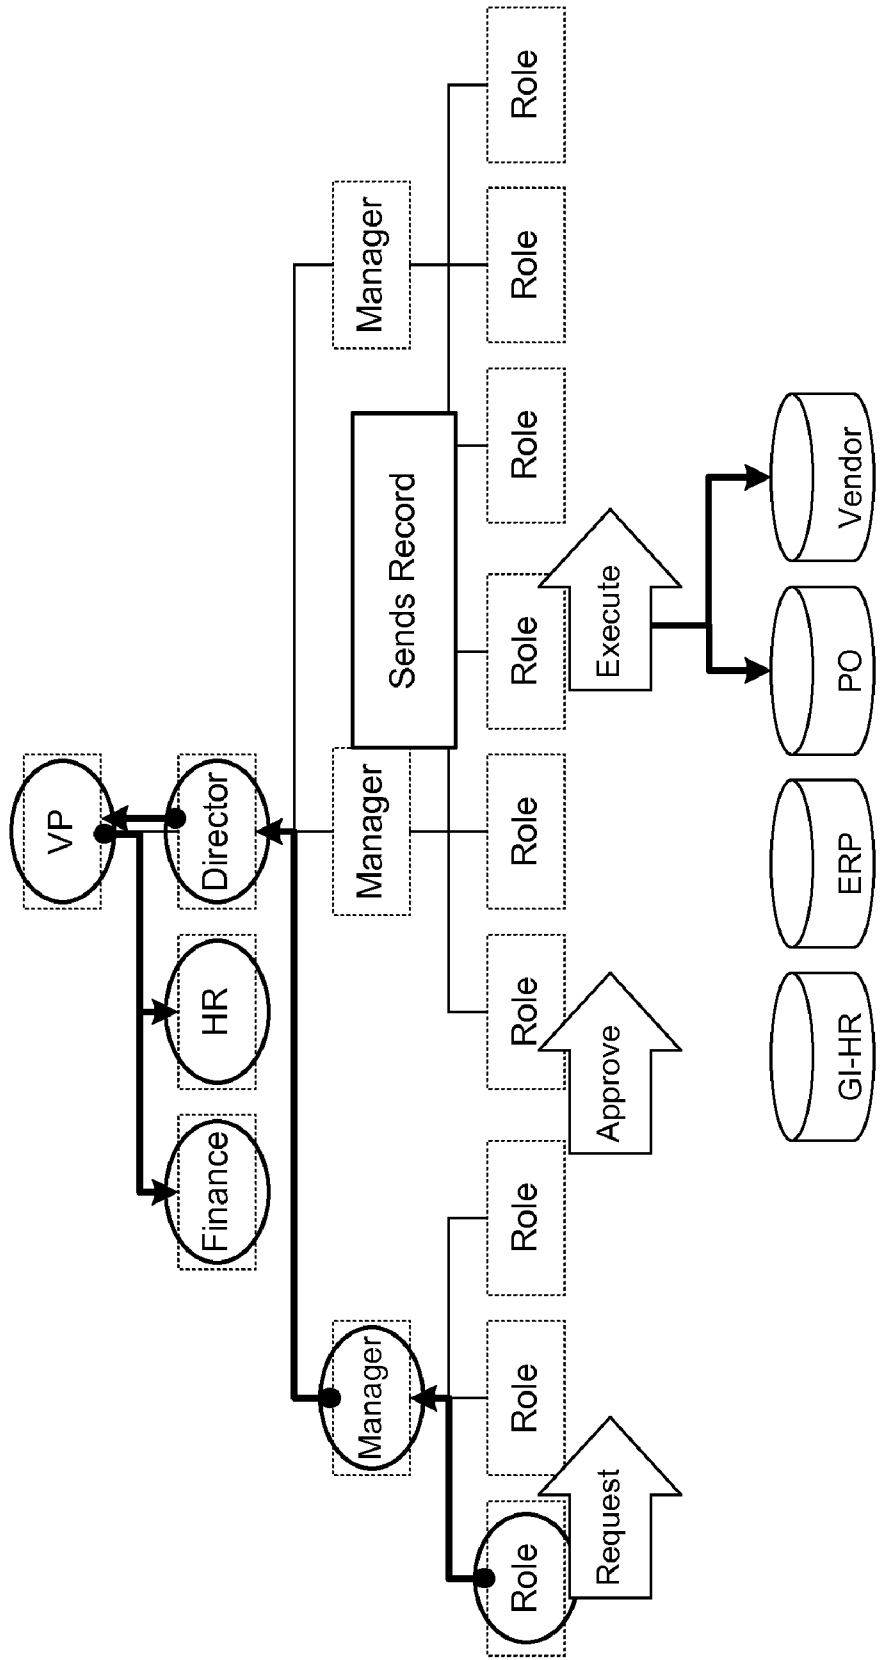 VP
Finance
HR
Director
Manager
Manager
Manager
Sends Record
Role
Role
Role
Role
Role
Role
Role
Role
Role
Request
Approve
Execute
GI-HR
ERP
PO
Vendor